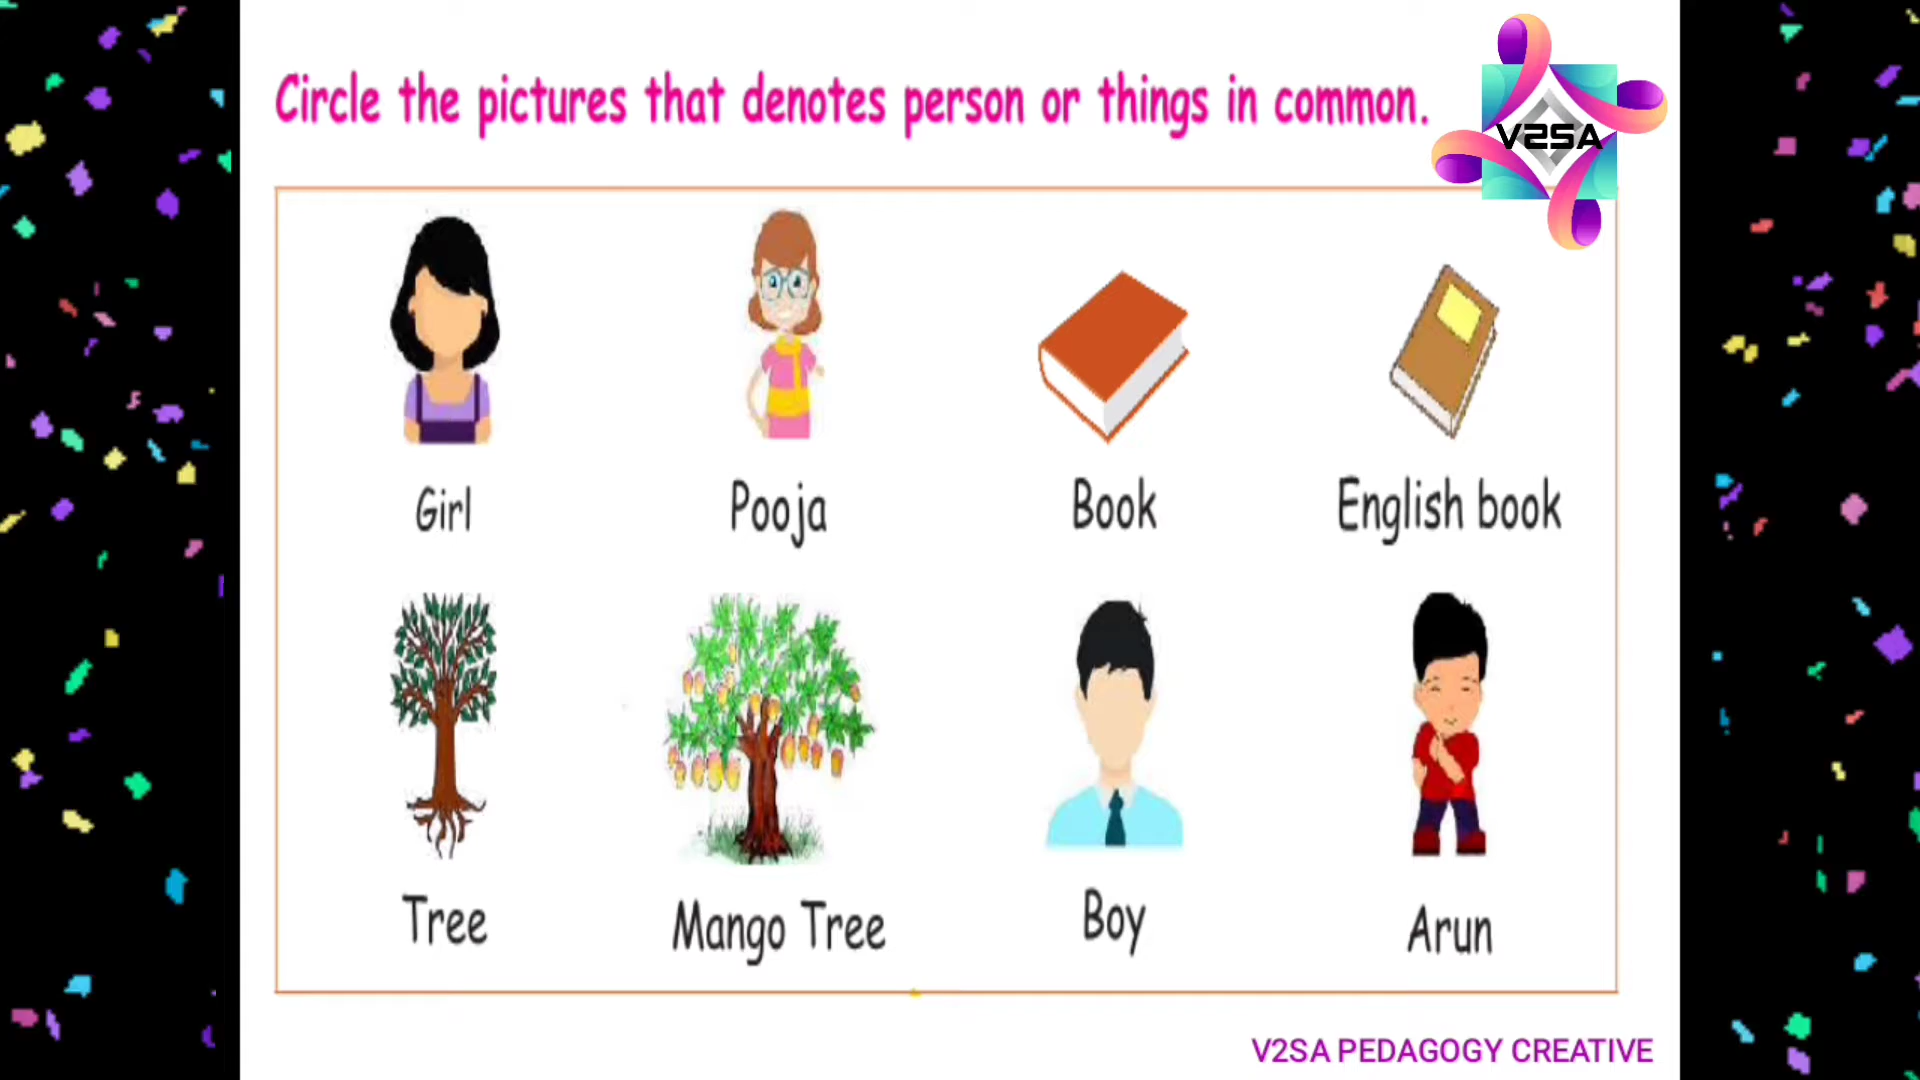 Circle the pictures that denotes person or things in common.
V2SA
Girl
Pooja
Book
English book
Tree
Mango Tree
Boy
Arun
V2SA PEDAGOGY CREATIVE